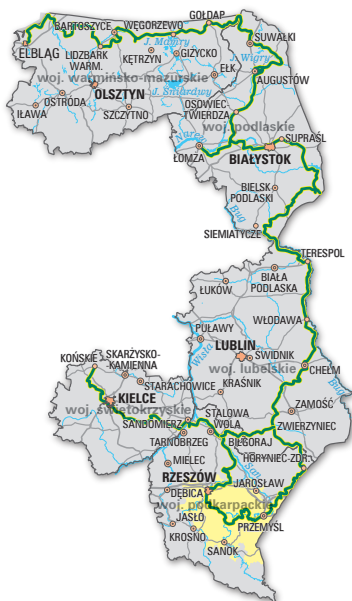 GOŁDAP
WĘGORZEWO
BARTOSZYCE
SUWAŁKI
ELBLĄG
LIDZBARK
WARM.
J. Mamry
GIŻYCKO
KĘTRZYN
J. Wigry
EŁK
AUGUSTÓW
woj. warmińsko-mazurskie
OLSZTYN
J. Śniardwy
OSTRÓDA
OSOWIEC-
TWIERDZA
IŁAWA
SZCZYTNO
woj. podlaskie
SUPRAŚL
Narew
ŁOMŻA
BIAŁYSTOK
BIELSK
PODLASKI
Bug
SIEMIATYCZE
TERESPOL
BIAŁA
PODLASKA
ŁUKÓW
WŁODAWA
PUŁAWY
LUBLIN
Wisła
ŚWIDNIK
KOŃSKIE
SKARŻYSKO-
KAMIENNA
woj. lubelskie
CHEŁM
STARACHOWICE
KRAŚNIK
Bug
KIELCE
woj. świętokrzyskie
ZAMOŚĆ
STALOWA
WOLA
SANDOMIERZ
ZWIERZYNIEC
TARNOBRZEG
BIŁGORAJ
HORYNIEC-ZDR.
MIELEC
San
RZESZÓW
JAROSŁAW
DĘBICA
woj. podkarpackie
JASŁO
PRZEMYŚL
KROSNO
SANOK